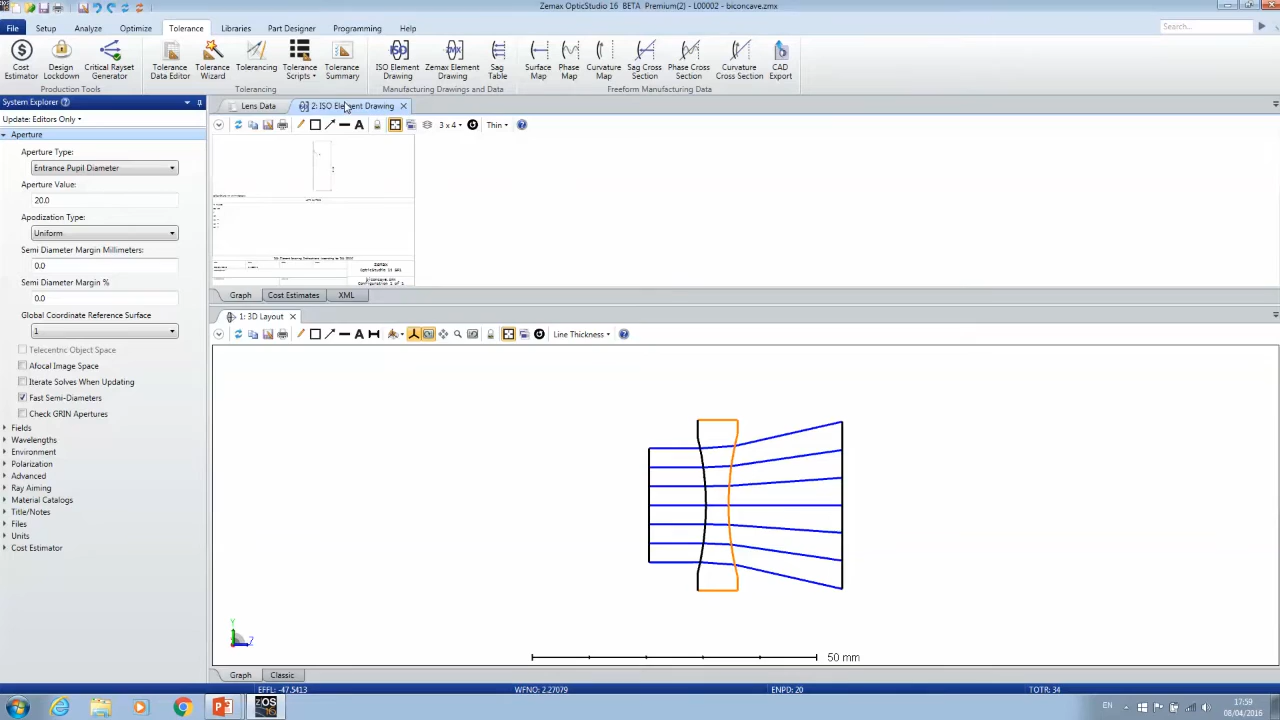 Zemax OpticStudio 16 BETA Premium(2) - L00002 - biconcave.zmx
File Setup Analyze Optimize Tolerance Libraries Part Designer Programming Help
Search...
Cost Estimator
Design Lockdown
Critical Rayset Generator
Tolerance Data Editor
Tolerance Wizard
Tolerancing
Tolerance Scripts
Tolerance Summary
ISO
ISO Element Drawing
ZMX
Zemax Element Drawing
Sag Table
Surface Map
Phase Map
Curvature Map
Sag Cross Section
Phase Cross Section
Curvature Cross Section
CAD Export
Production Tools
Tolerancing
Manufacturing Drawings and Data
Freeform Manufacturing Data
System Explorer
Update: Editors Only
Aperture
Aperture Type:
Entrance Pupil Diameter
Aperture Value:
20.0
Apodization Type:
Uniform
Semi Diameter Margin Millimeters:
0.0
Semi Diameter Margin %
0.0
Global Coordinate Reference Surface
1
Telecentric Object Space
Afocal Image Space
Iterate Solves When Updating
Fast Semi-Diameters
Check GRIN Apertures
Fields
Wavelengths
Environment
Polarization
Advanced
Ray Aiming
Material Catalogs
Title/Notes
Files
Units
Cost Estimator
Lens Data
2: ISO Element Drawing
A
3 x 4
Thin
Graph Cost Estimates XML
1: 3D Layout
A
Line Thickness
Y
Z
50 mm
Graph Classic
EFFL: -47.5413 WFNO: 2.27079 ENPD: 20 TOTR: 34
EN
17:59
08/04/2016